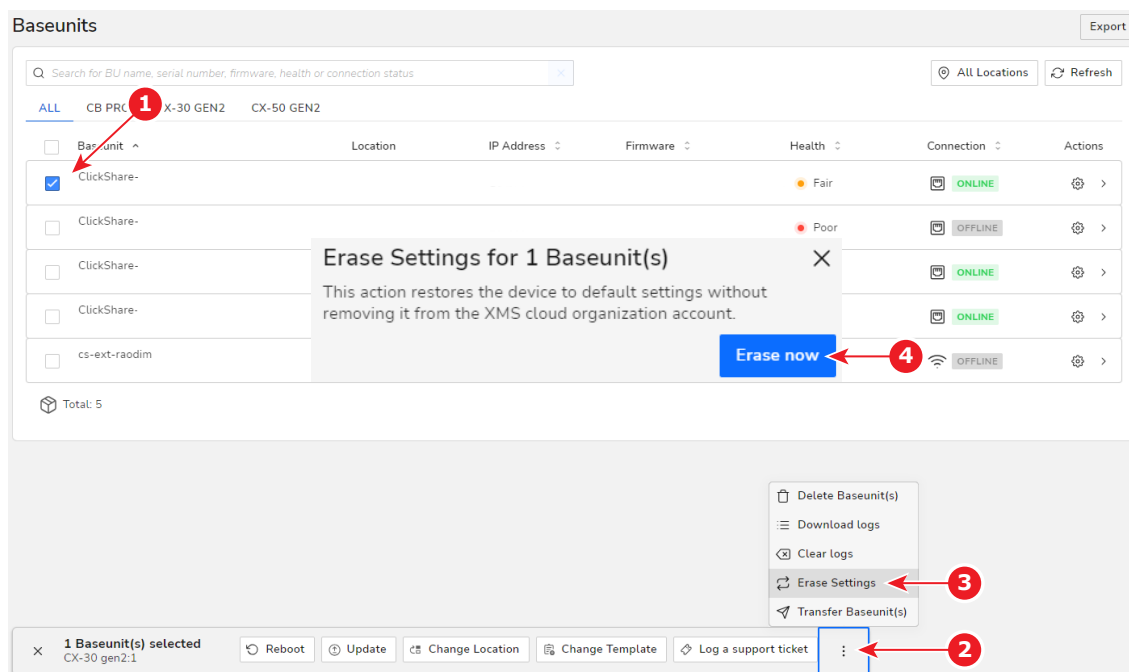 Baseunits
Export
Search for BU name, serial number, firmware, health or connection status
All Locations
Refresh
ALL CB PRO X-30 GEN2 CX-50 GEN2
1
Baseunit Location IP Address Firmware Health Connection Actions
ClickShare- Fair ONLINE
ClickShare- Poor OFFLINE
ClickShare- ONLINE
ClickShare- ONLINE
cs-ext-raodim OFFLINE
Erase Settings for 1 Baseunit(s)
This action restores the device to default settings without
removing it from the XMS cloud organization account.
Erase now
4
Total: 5
Delete Baseunit(s)
Download logs
Clear logs
Erase Settings
3
Transfer Baseunit(s)
1 Baseunit(s) selected
CX-30 gen2:1
Reboot Update Change Location Change Template Log a support ticket
2